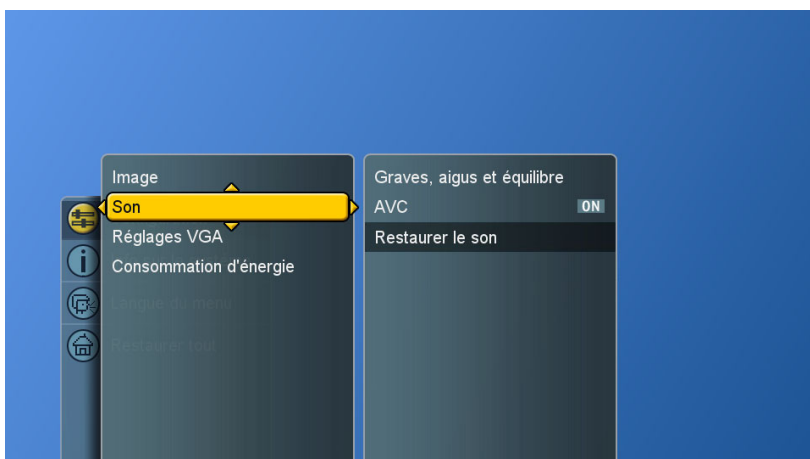 Image
Son
Réglages VGA
Consommation d'énergie
Langue du menu
Restaurer tout
Graves, aigus et équilibre
AVC ON
Restaurer le son